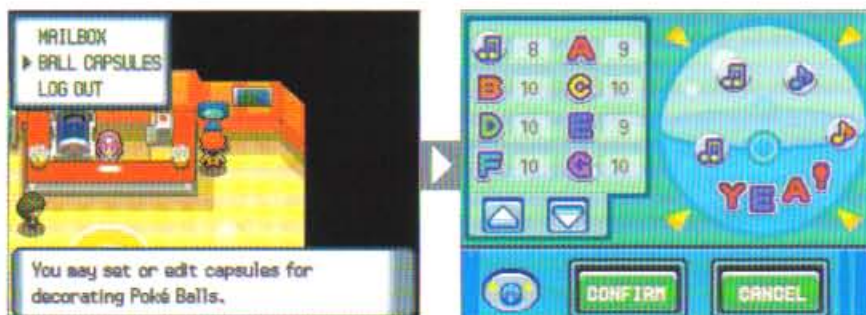 MAILBOX
▶ BALL CAPSULES
LOG OUT
You may set or edit capsules for
decorating Poké Balls.
8 A 9
B 10 C 10
D 10 E 9
F 10 G 10
YEA!
CONFIRM CANCEL